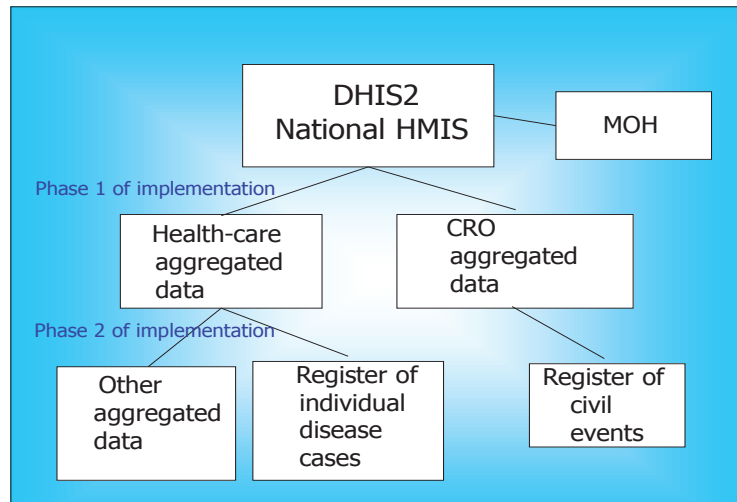 DHIS2
National HMIS
MOH
Phase 1 of implementation
Health-care
aggregated
data
CRO
aggregated
data
Phase 2 of implementation
Other
aggregated
data
Register of
individual
disease
cases
Register of
civil
events